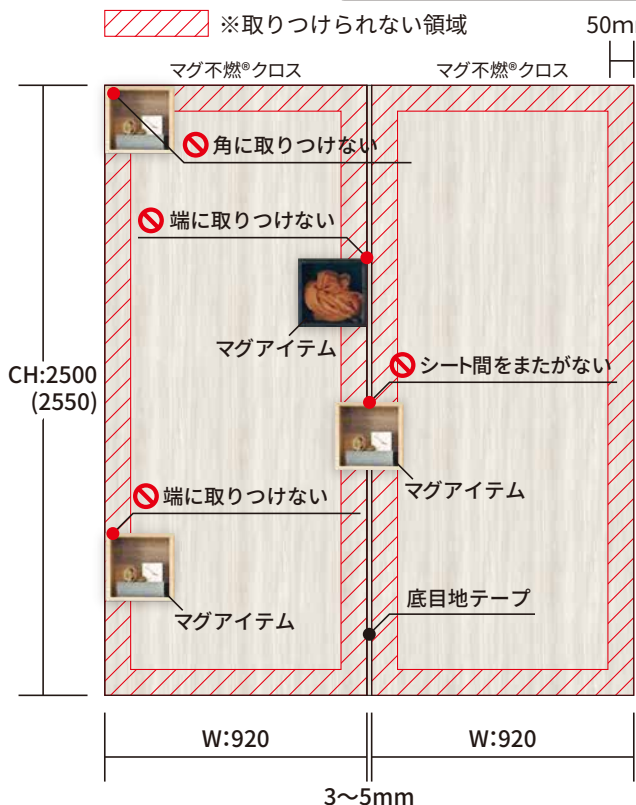 ※取りつけられない領域
50m
マグ不燃®クロス
マグ不燃®クロス
角に取りつけない
端に取りつけない
マグアイテム
CH:2500
(2550)
シート間をまたがない
マグアイテム
端に取りつけない
マグアイテム
底目地テープ
W:920
W:920
3〜5mm